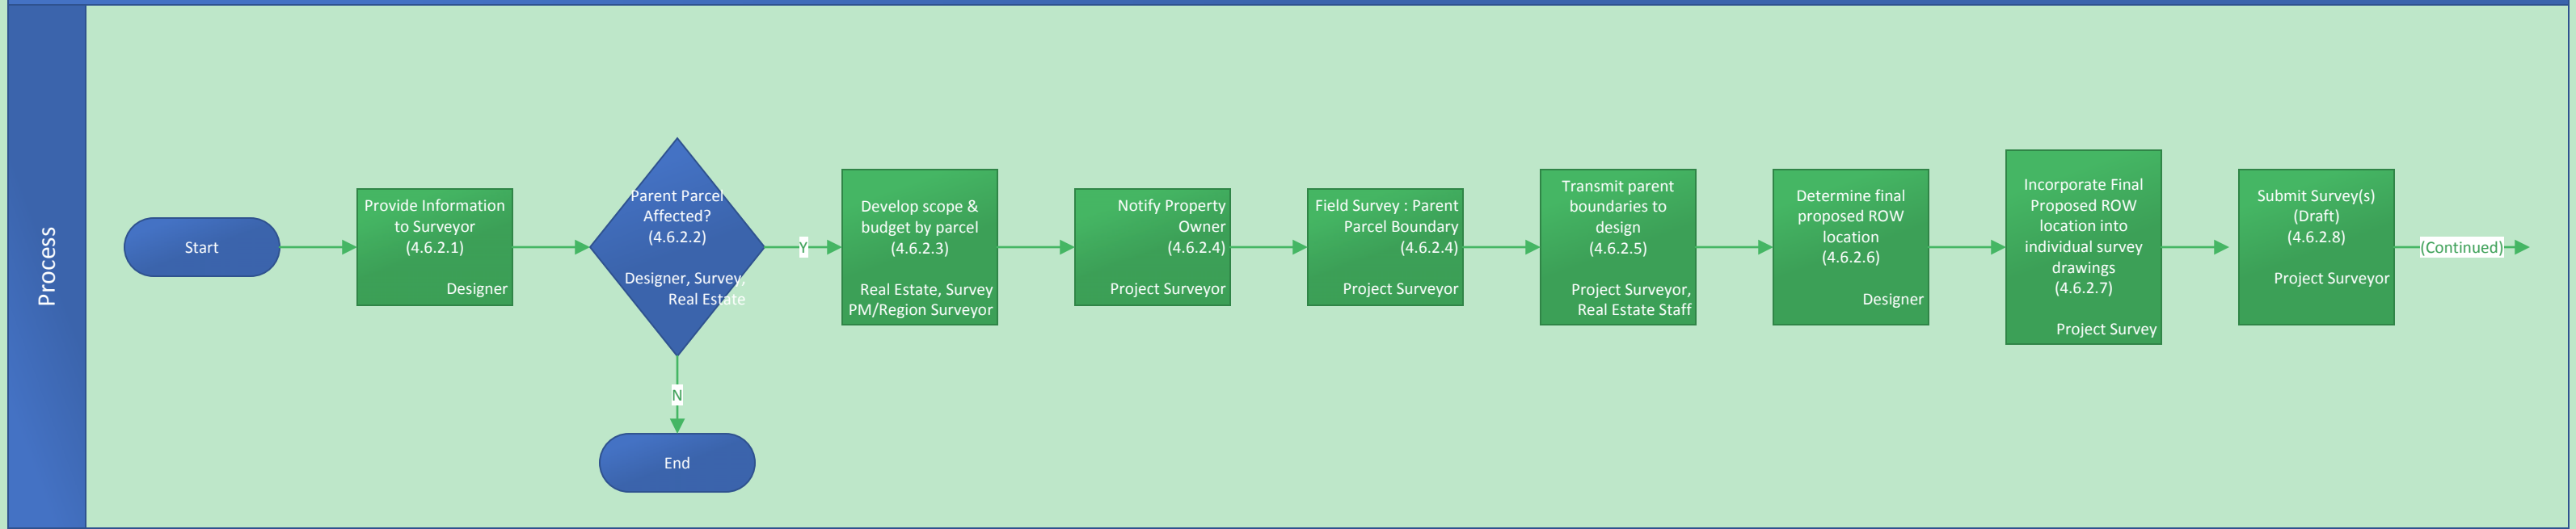 Process
Start
Provide Information
to Surveyor
(4.6.2.1)
Designer
Parent Parcel
Affected?
(4.6.2.2)
Designer, Survey,
Real Estate
Y
N
End
Develop scope &
budget by parcel
(4.6.2.3)
Real Estate, Survey
PM/Region Surveyor
Notify Property
Owner
(4.6.2.4)
Project Surveyor
Field Survey : Parent
Parcel Boundary
(4.6.2.4)
Project Surveyor
Transmit parent
boundaries to
design
(4.6.2.5)
Project Surveyor,
Real Estate Staff
Determine final
proposed ROW
location
(4.6.2.6)
Designer
Incorporate Final
Proposed ROW
location into
individual survey
drawings
(4.6.2.7)
Project Survey
Submit Survey(s)
(Draft)
(4.6.2.8)
Project Surveyor
(Continued)